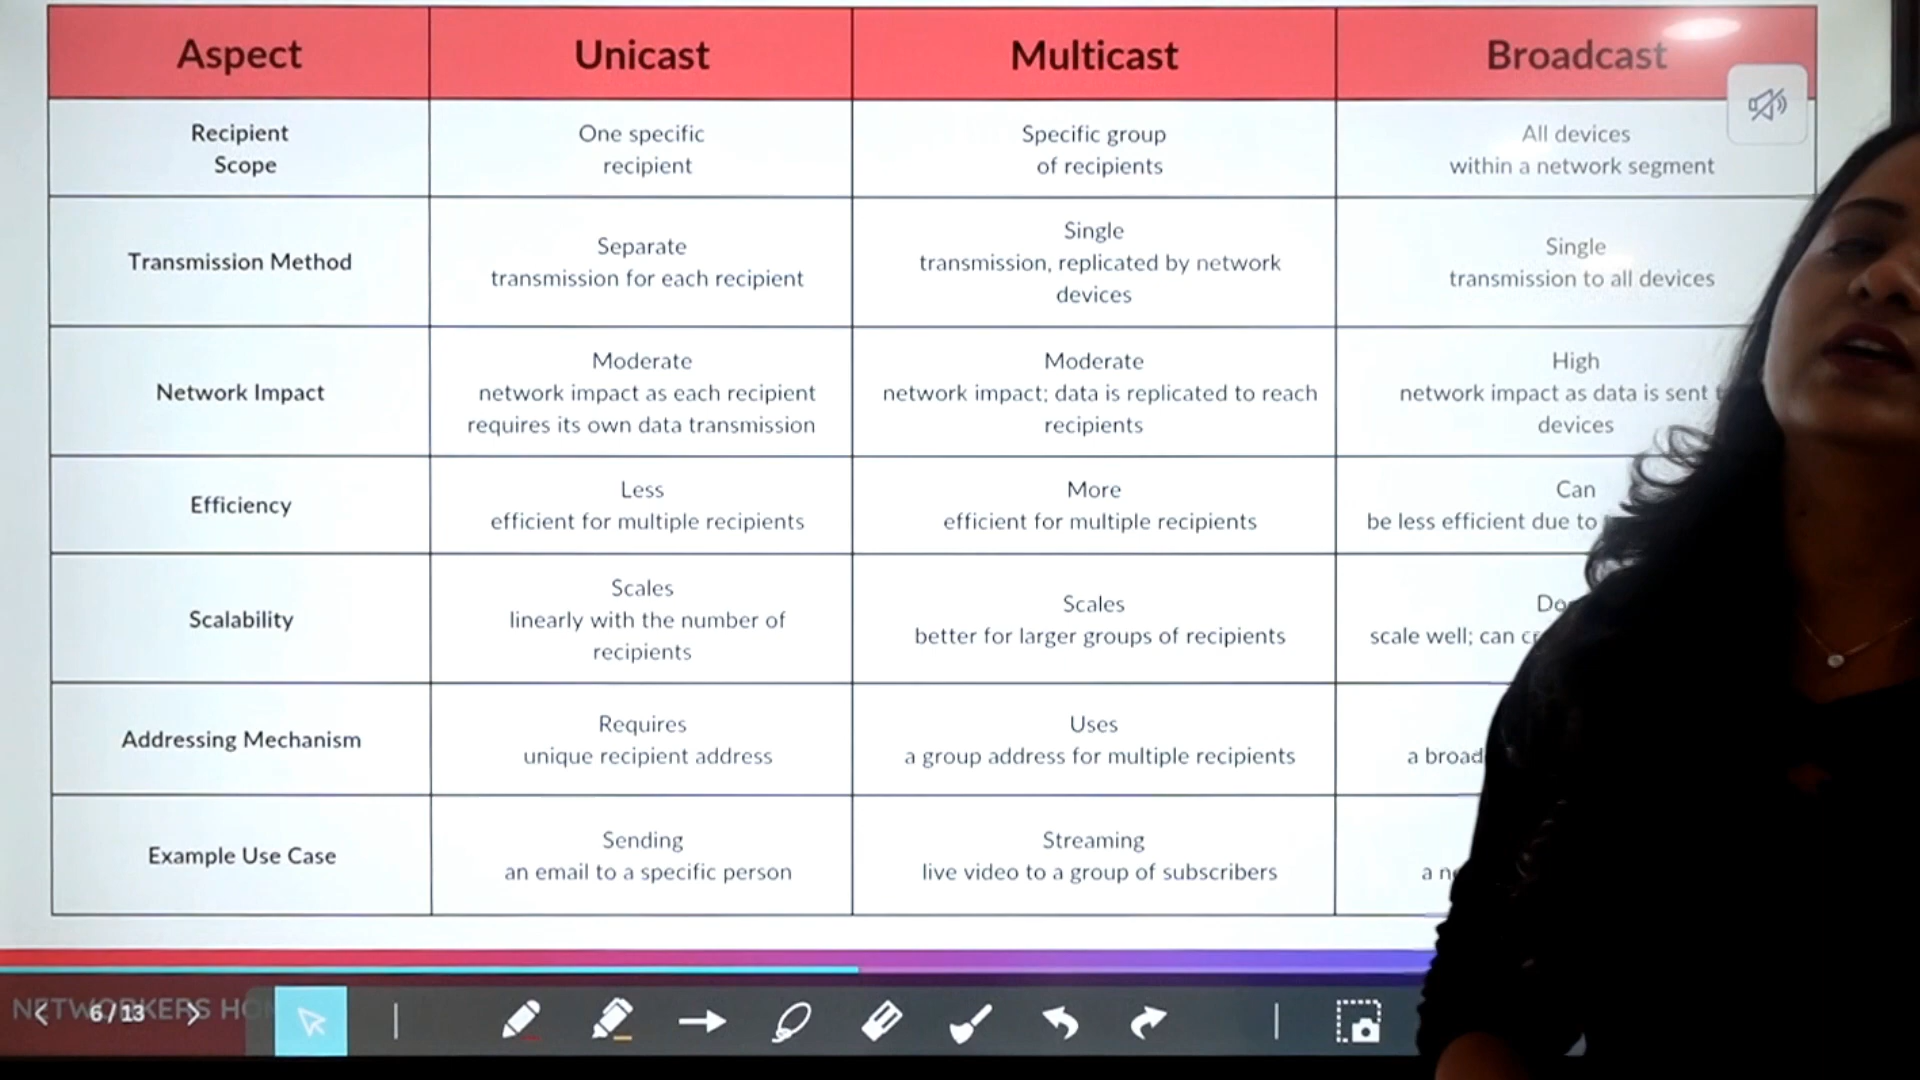 Aspect
Unicast
Multicast
Broadcast
Recipient
Scope
One specific
recipient
Specific group
of recipients
All devices
within a network segment
Transmission Method
Separate
transmission for each recipient
Single
transmission, replicated by network
devices
Single
transmission to all devices
Network Impact
Moderate
network impact as each recipient
requires its own data transmission
Moderate
network impact; data is replicated to reach
recipients
High
network impact as data is sent
devices
Efficiency
Less
efficient for multiple recipients
More
efficient for multiple recipients
Can
be less efficient due to
Scalability
Scales
linearly with the number of
recipients
Scales
better for larger groups of recipients
scale well; can
Addressing Mechanism
Requires
unique recipient address
Uses
a group address for multiple recipients
a
Example Use Case
Sending
an email to a specific person
Streaming
live video to a group of subscribers
a
NETWORKERS
6/13